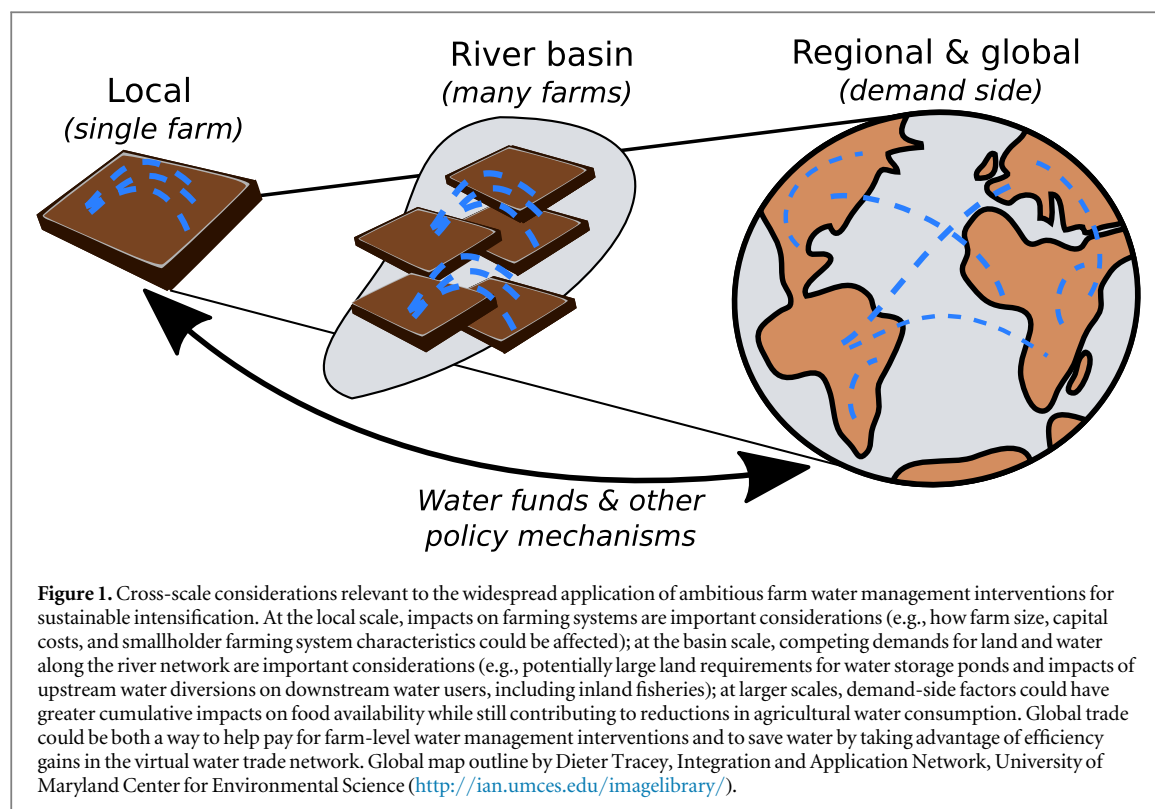 Local
(single farm)
River basin
(many farms)
Regional & global
(demand side)
Water funds & other
policy mechanisms
Figure 1. Cross-scale considerations relevant to the widespread application of ambitious farm water management interventions for
sustainable intensification. At the local scale, impacts on farming systems are important considerations (e.g., how farm size, capital
costs, and smallholder farming system characteristics could be affected); at the basin scale, competing demands for land and water
along the river network are important considerations (e.g., potentially large land requirements for water storage ponds and impacts of
upstream water diversions on downstream water users, including inland fisheries); at larger scales, demand-side factors could have
greater cumulative impacts on food availability while still contributing to reductions in agricultural water consumption. Global trade
could be both a way to help pay for farm-level water management interventions and to save water by taking advantage of efficiency
gains in the virtual water trade network. Global map outline by Dieter Tracey, Integration and Application Network, University of
Maryland Center for Environmental Science (http://ian.umces.edu/imagelibrary/).